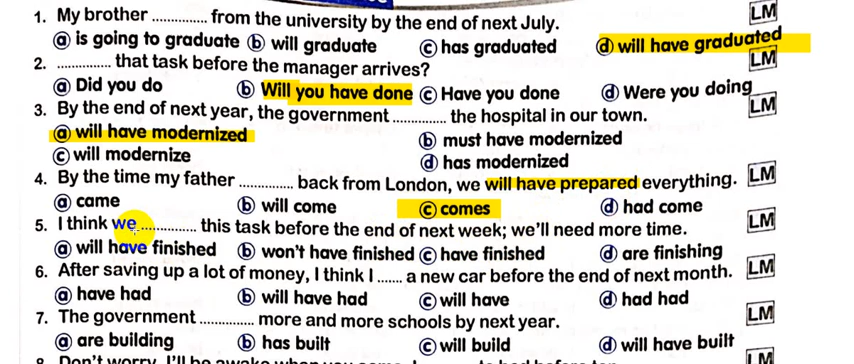 1. My brother .............. from the university by the end of next July. LM
ⓐ is going to graduate ⓑ will graduate ⓒ has graduated ⓓ will have graduated
2. .............. that task before the manager arrives? LM
ⓐ Did you do ⓑ Will you have done ⓒ Have you done ⓓ Were you doing
3. By the end of next year, the government .............. the hospital in our town. LM
ⓐ will have modernized ⓑ must have modernized
ⓒ will modernize ⓓ has modernized
4. By the time my father .............. back from London, we will have prepared everything. LM
ⓐ came ⓑ will come ⓒ comes ⓓ had come
5. I think we .............. this task before the end of next week; we'll need more time. LM
ⓐ will have finished ⓑ won't have finished ⓒ have finished ⓓ are finishing
6. After saving up a lot of money, I think I ....... a new car before the end of next month. LM
ⓐ have had ⓑ will have had ⓒ will have ⓓ had had
7. The government .............. more and more schools by next year. LM
ⓐ are building ⓑ has built ⓒ will build ⓓ will have built
Don't worry, I'll be awake when you LM